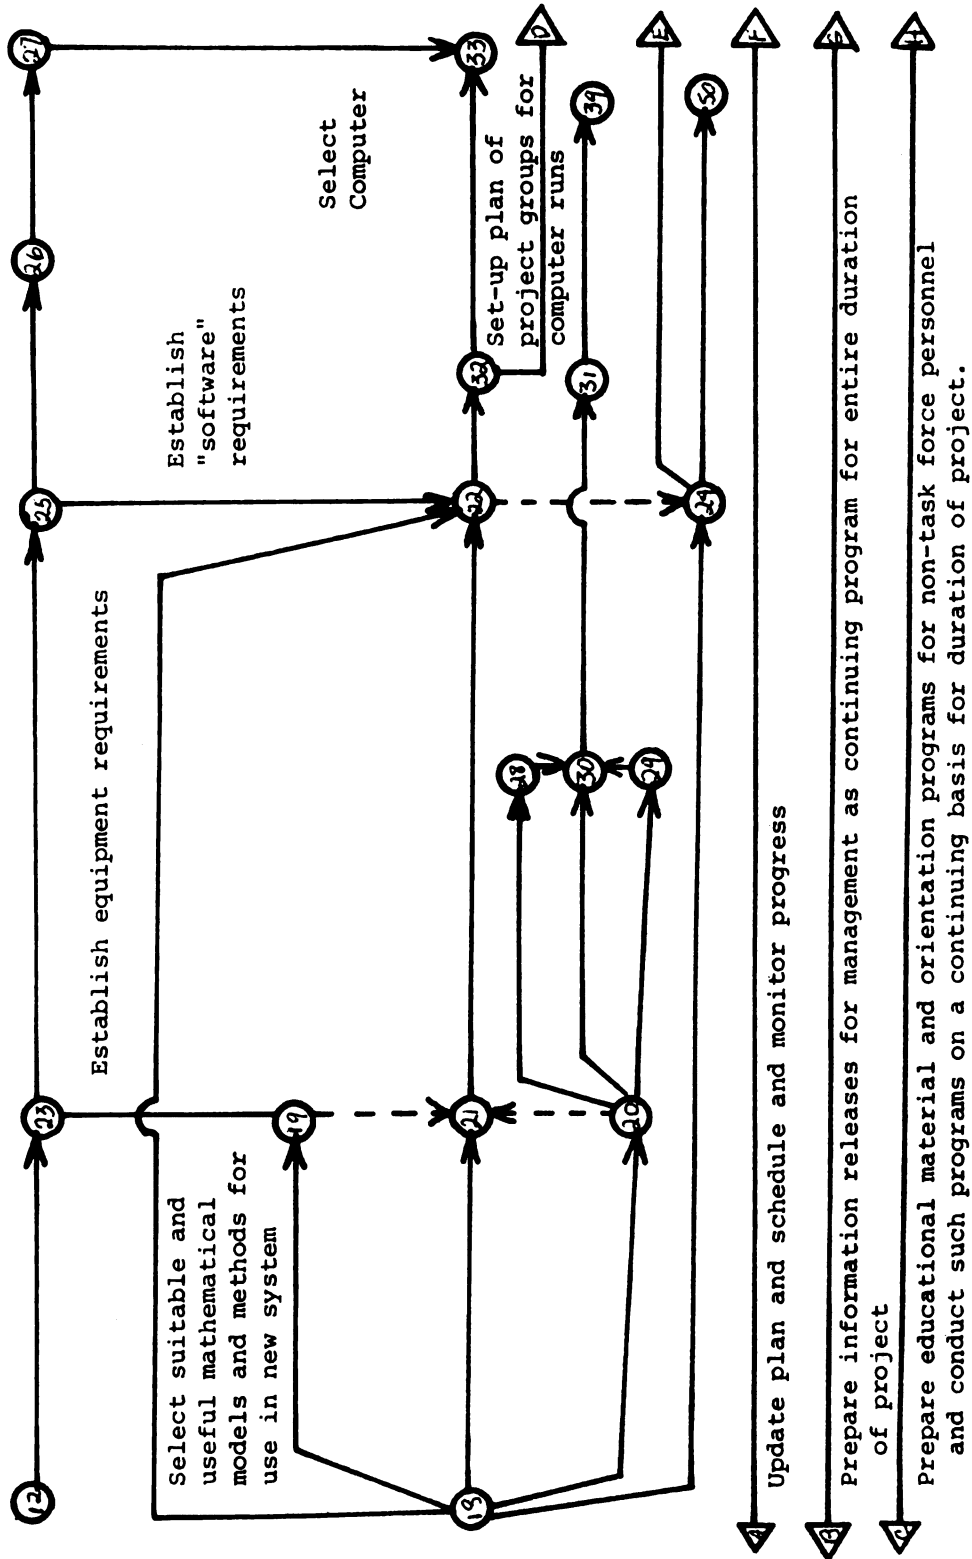 12
23
25
26
27
Establish equipment requirements
Establish
"software"
requirements
Select
Computer
Select suitable and
useful mathematical
models and methods for
use in new system
19
13
21
22
32
33
Set-up plan of
project groups for
computer runs
D
30
31
39
20
29
E
50
A
F
Update plan and schedule and monitor progress
B
G
Prepare information releases for management as continuing program for entire duration
of project
C
H
Prepare educational material and orientation programs for non-task force personnel
and conduct such programs on a continuing basis for duration of project.